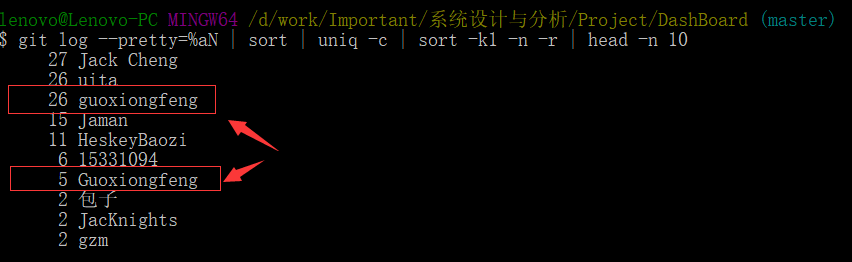 lenovo@Lenovo-PC MINGW64 /d/work/Important/系统设计与分析/Project/DashBoard (master)
$ git log --pretty=%aN | sort | uniq -c | sort -k1 -n -r | head -n 10
27 Jack Cheng
26 uita
26 guoxiongfeng
15 Jaman
11 HeskeyBaozi
6 15331094
5 Guoxiongfeng
2 包子
2 JacKnights
2 gzm